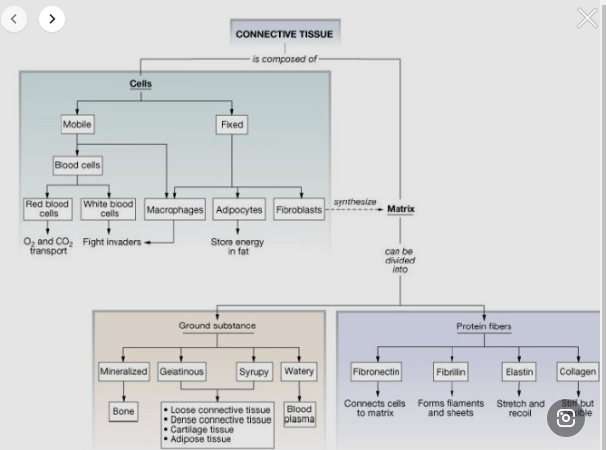 CONNECTIVE TISSUE
is composed of
Cells
Mobile
Fixed
Blood cells
Red blood
cells
White blood
cells
Macrophages
Adipocytes
Fibroblasts
synthesize
Matrix
O₂ and CO₂
transport
Fight invaders
Store energy
in fat
can be
divided
into
Ground substance
Mineralized
Gelatinous
Syrupy
Watery
Bone
• Loose connective tissue
• Dense connective tissue
• Cartilage tissue
• Adipose tissue
Blood
plasma
Protein fibers
Fibronectin
Fibrillin
Elastin
Collagen
Connects cells
to matrix
Forms filaments
and sheets
Stretch and
recoil
Stiff but